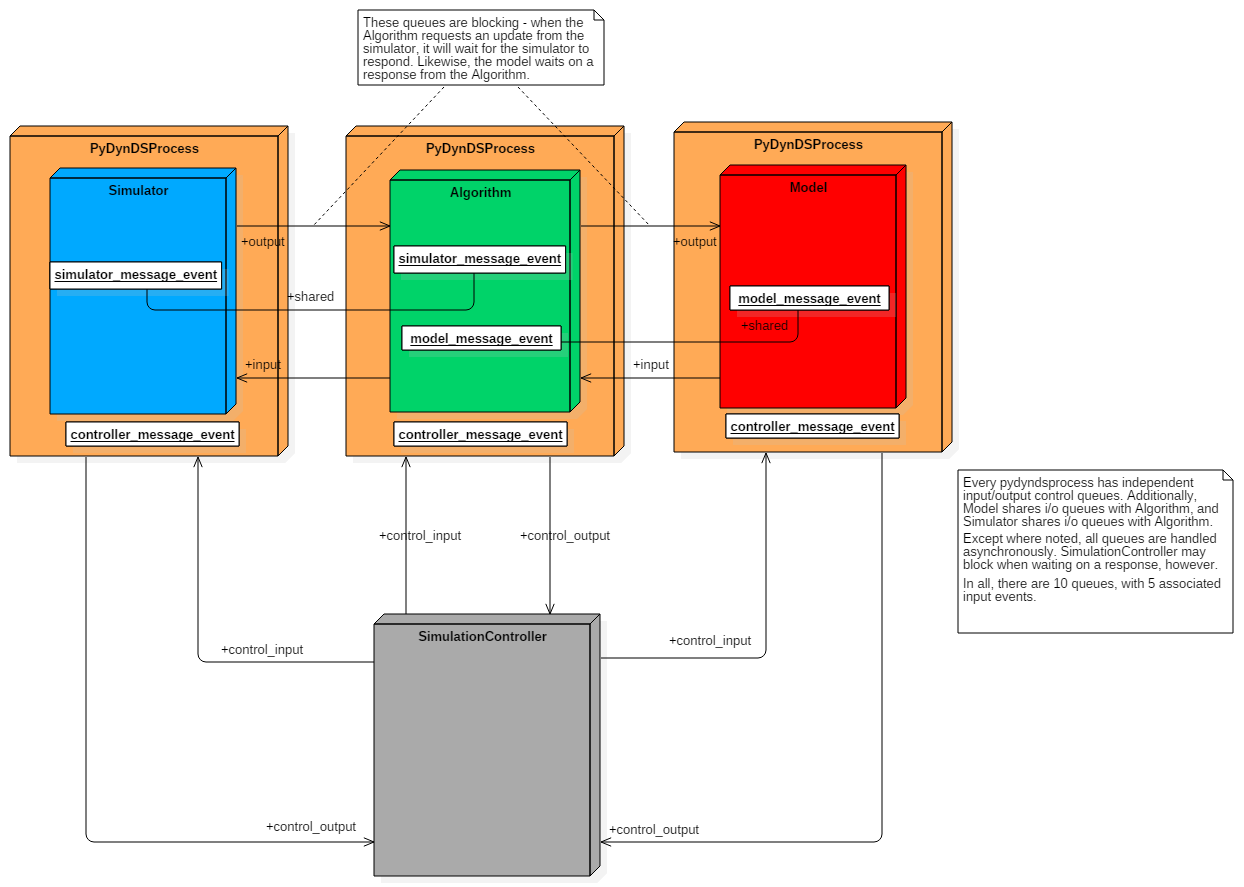 These queues are blocking - when the
Algorithm requests an update from the
simulator, it will wait for the simulator to
respond. Likewise, the model waits on a
response from the Algorithm.
PyDynDSProcess
PyDynDSProcess
PyDynDSProcess
Simulator
Algorithm
Model
+output
+output
simulator_message_event
simulator_message_event
model_message_event
+shared
+shared
model_message_event
+input
+input
controller_message_event
controller_message_event
controller_message_event
Every pydyndsprocess has independent
input/output control queues. Additionally,
Model shares i/o queues with Algorithm, and
Simulator shares i/o queues with Algorithm.
Except where noted, all queues are handled
asynchronously. SimulationController may
block when waiting on a response, however.
In all, there are 10 queues, with 5 associated
input events.
+control_input
+control_output
SimulationController
+control_input
+control_input
+control_output
+control_output